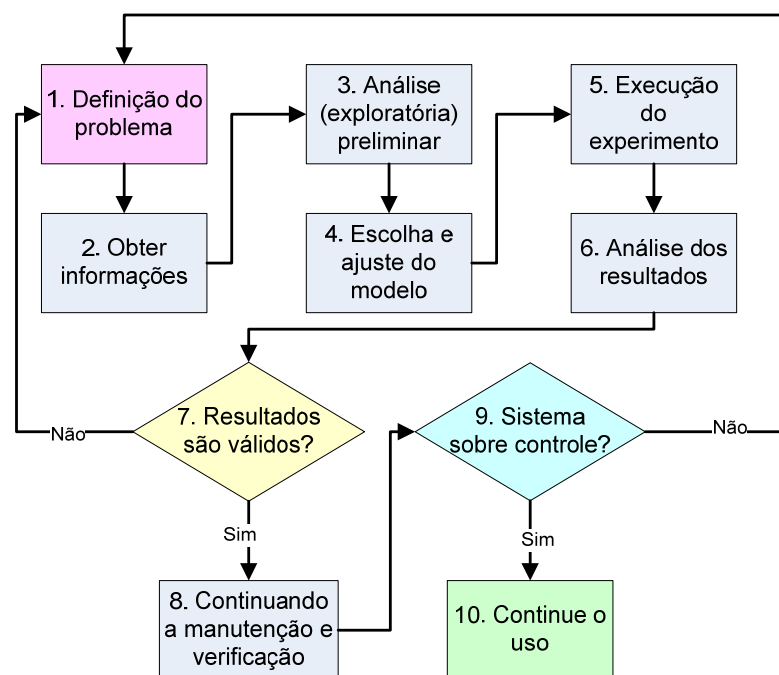 1. Definição do
problema
2. Obter
informações
3. Análise
(exploratória)
preliminar
4. Escolha e
ajuste do
modelo
5. Execução
do
experimento
6. Análise dos
resultados
7. Resultados
são válidos?
Não
Sim
8. Continuando
a manutenção e
verificação
9. Sistema
sobre controle?
Não
Sim
10. Continue o
uso